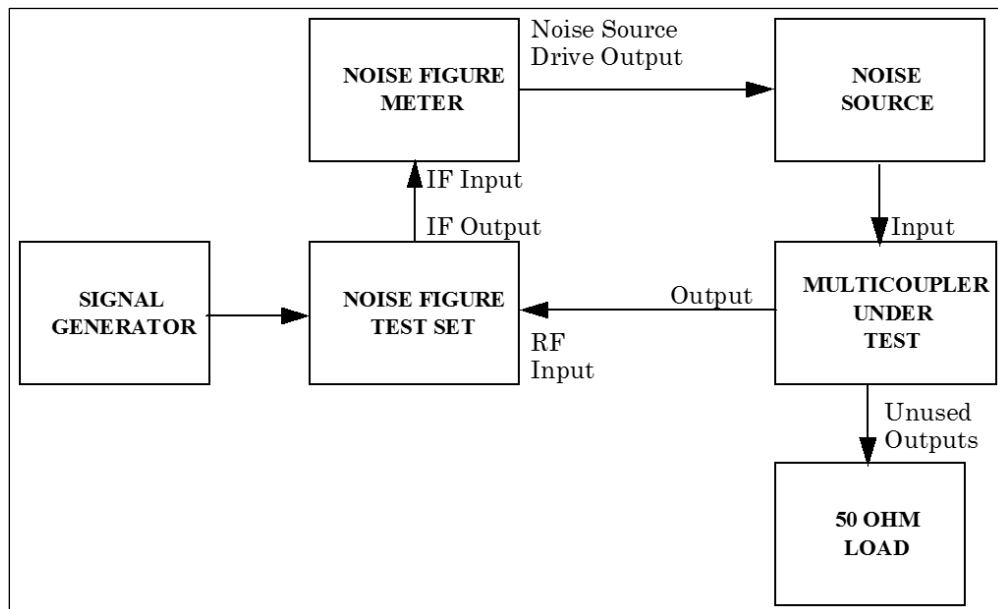 NOISE FIGURE
METER
Noise Source
Drive Output
NOISE
SOURCE
IF Input
IF Output
Input
SIGNAL
GENERATOR
NOISE FIGURE
TEST SET
Output
RF
Input
MULTICOUPLER
UNDER
TEST
Unused
Outputs
50 OHM
LOAD